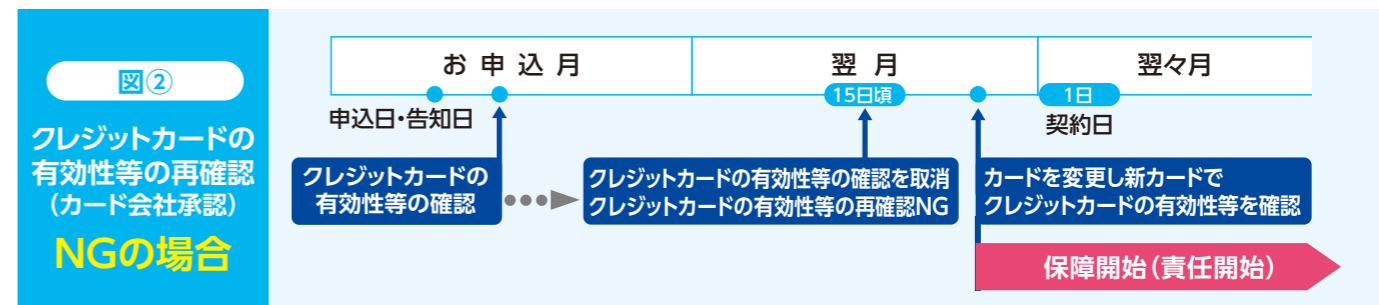 図②
クレジットカードの
有効性等の再確認
（カード会社承認）
NGの場合
お申込月
翌月
翌々月
15日頃
1日
申込日・告知日
契約日
クレジットカードの
有効性等の確認
クレジットカードの有効性等の確認を取消
クレジットカードの有効性等の再確認NG
カードを変更し新カードで
クレジットカードの有効性等を確認
保障開始（責任開始）